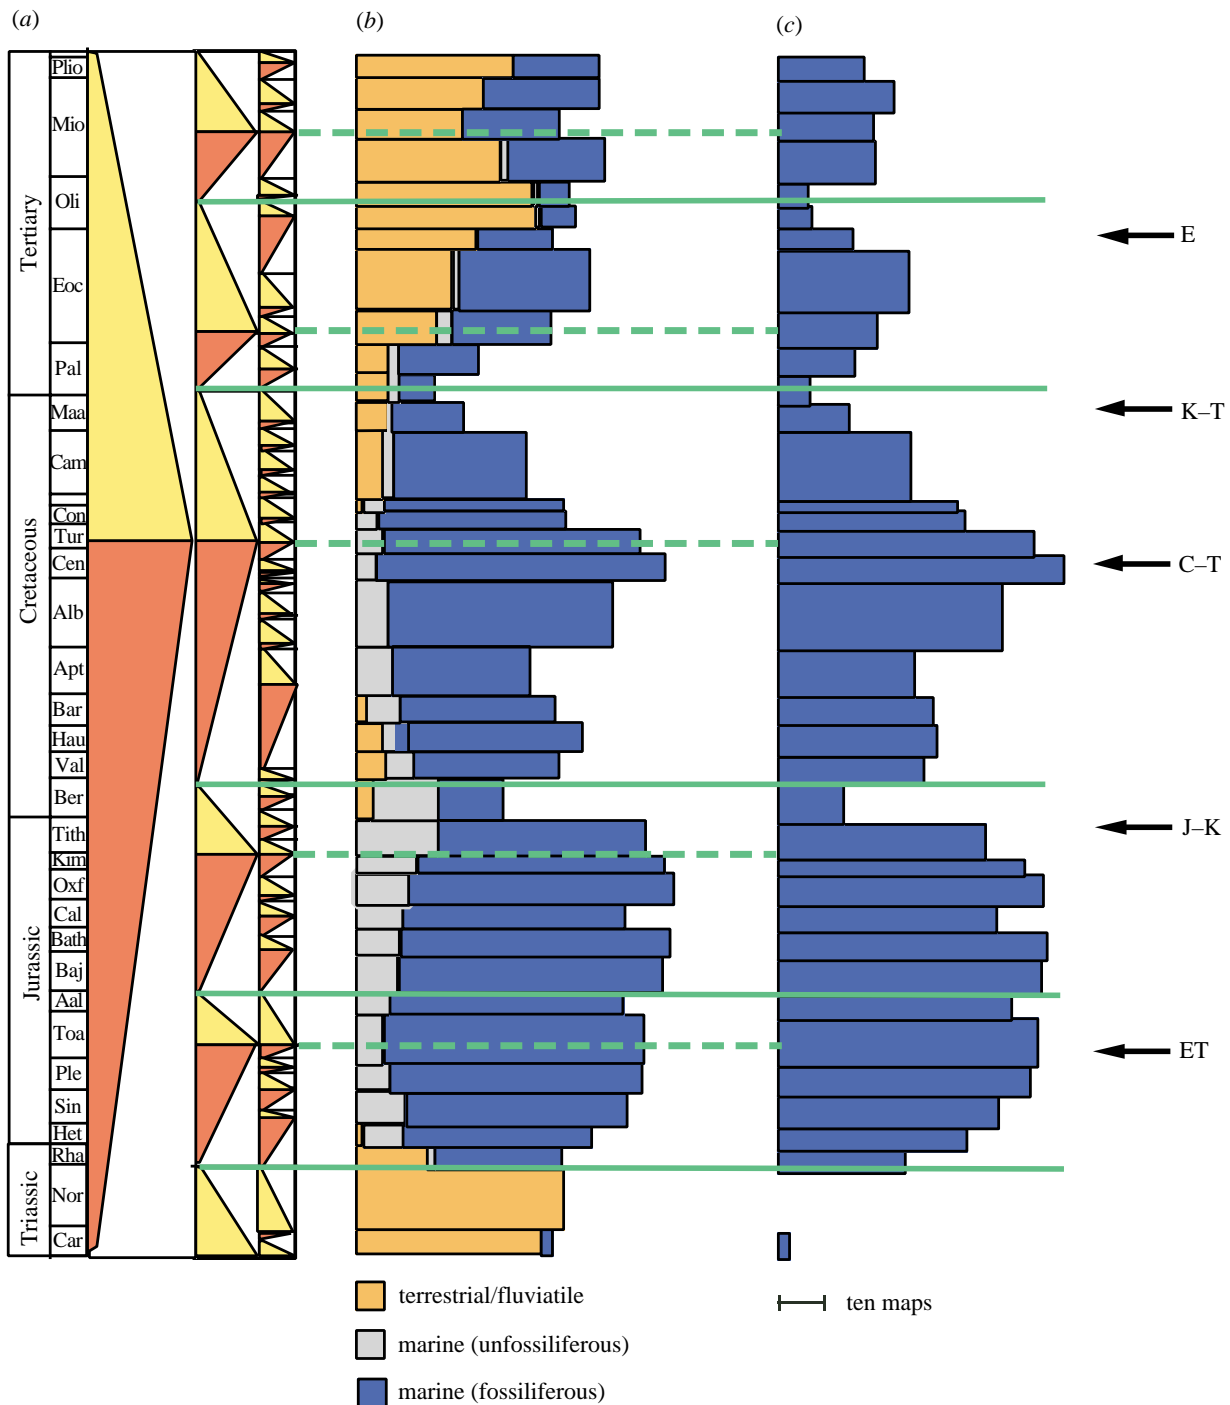 (a)
(b)
(c)
Tertiary
Plio
Mio
Oli
Eoc
Pal
Cretaceous
Maa
Cam
Con
Tur
Cen
Alb
Apt
Bar
Hau
Val
Ber
Jurassic
Tith
Kim
Oxf
Cal
Bath
Baj
Aal
Toa
Ple
Sin
Het
Triassic
Rha
Nor
Car
E
K–T
C–T
J–K
ET
terrestrial/fluviatile
marine (unfossiliferous)
marine (fossiliferous)
ten maps